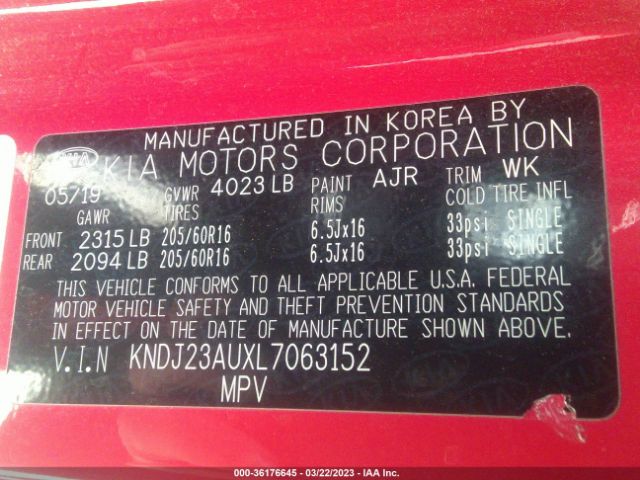 MANUFACTURED IN KOREA BY
KIA KIA MOTORS CORPORATION
05/19 GVWR 4023 LB PAINT AJR TRIM WK
GAWR TIRES RIMS COLD TIRE INFL
FRONT 2315 LB 205/60R16 6.5Jx16 33psi SINGLE
REAR 2094 LB 205/60R16 6.5Jx16 33psi SINGLE
THIS VEHICLE CONFORMS TO ALL APPLICABLE U.S.A. FEDERAL
MOTOR VEHICLE SAFETY AND THEFT PREVENTION STANDARDS
IN EFFECT ON THE DATE OF MANUFACTURE SHOWN ABOVE.
V.I.N KNDJ23AUXL7063152
MPV
000-36176645 - 03/22/2023 - IAA Inc.